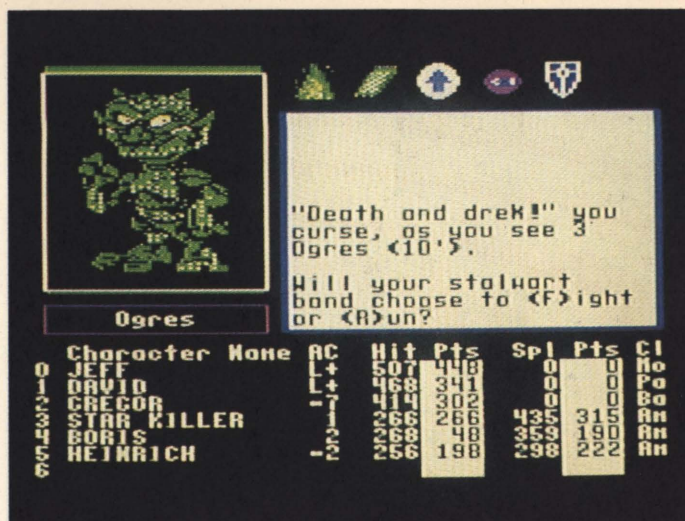 "Death and drek!" you
curse, as you see 3
Ogres (10').
Will your stalwart
band choose to (F)ight
or (R)un?
Ogres
Character Name AC Hit Pts Spl Pts Cl
0 JEFF L+ 507 448 0 0 Mo
1 DAVID L+ 468 341 0 0 Pa
2 CREGOR -7 414 302 0 0 Ba
3 STAR KILLER 1 266 266 435 315 Am
4 BORIS 2 268 48 359 190 Am
5 HEINRICH -2 256 198 298 222 Am
6